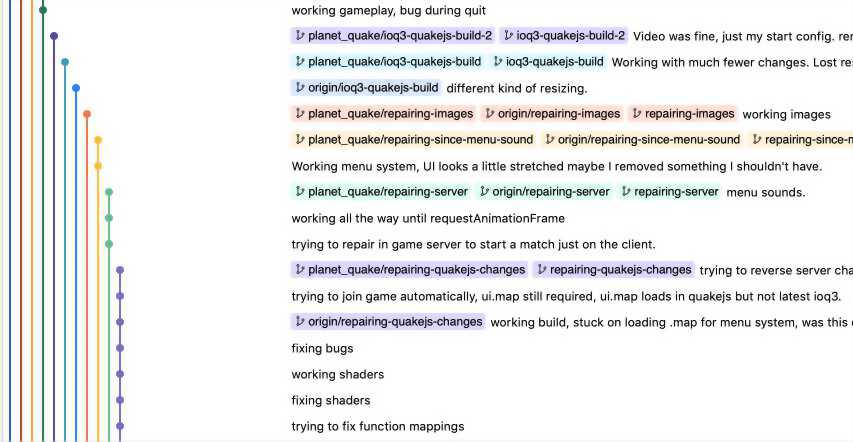 working gameplay, bug during quit
planet_quake/ioq3-quakejs-build-2 ioq3-quakejs-build-2 Video was fine, just my start config.
planet_quake/ioq3-quakejs-build ioq3-quakejs-build Working with much fewer changes. Lost
origin/ioq3-quakejs-build different kind of resizing.
planet_quake/repairing-images origin/repairing-images repairing-images working images
planet_quake/repairing-since-menu-sound origin/repairing-since-menu-sound
Working menu system, UI looks a little stretched maybe I removed something I shouldn't have.
planet_quake/repairing-server origin/repairing-server repairing-server menu sounds.
working all the way until requestAnimationFrame
trying to repair in game server to start a match just on the client.
planet_quake/repairing-quakejs-changes repairing-quakejs-changes trying to reverse server
trying to join game automatically, ui.map still required, ui.map loads in quakejs but not latest ioq3.
origin/repairing-quakejs-changes working build, stuck on loading .map for menu system, was this
fixing bugs
working shaders
fixing shaders
trying to fix function mappings